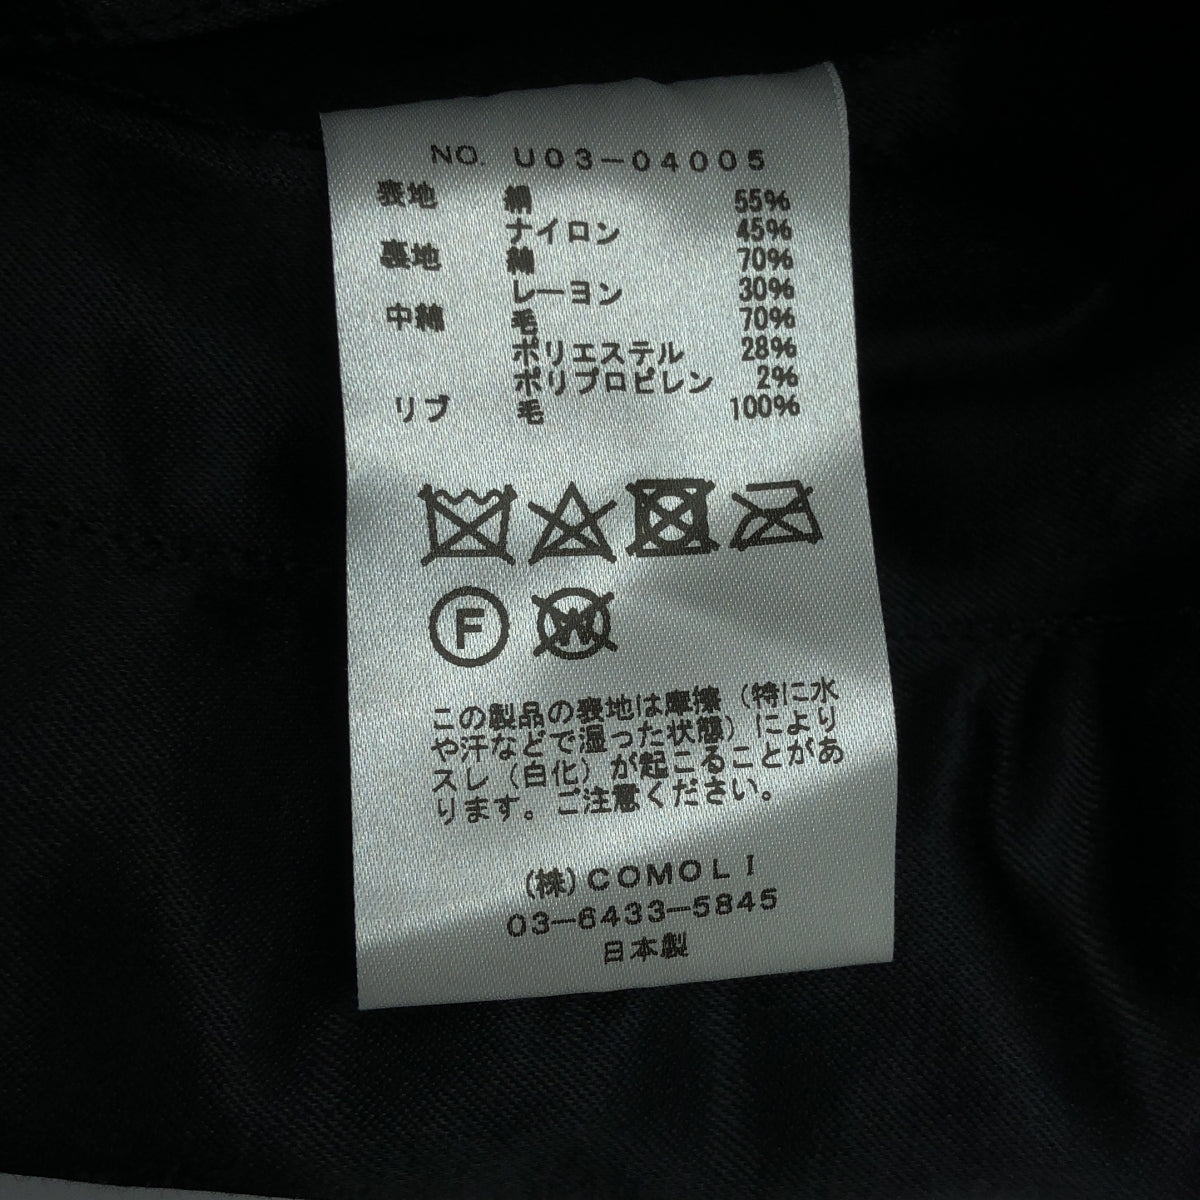 NO. U03-04005
表地 絹 55%
ナイロン 45%
裏地 綿 70%
レーヨン 30%
中綿 毛 70%
ポリエステル 28%
ポリプロピレン 2%
リブ 毛 100%
F W
この製品の表地は摩擦（特に水
や汗などで湿った状態）により
スレ（白化）が起こることがあ
ります。ご注意ください。
(株)COMOLI
03-6433-5845
日本製